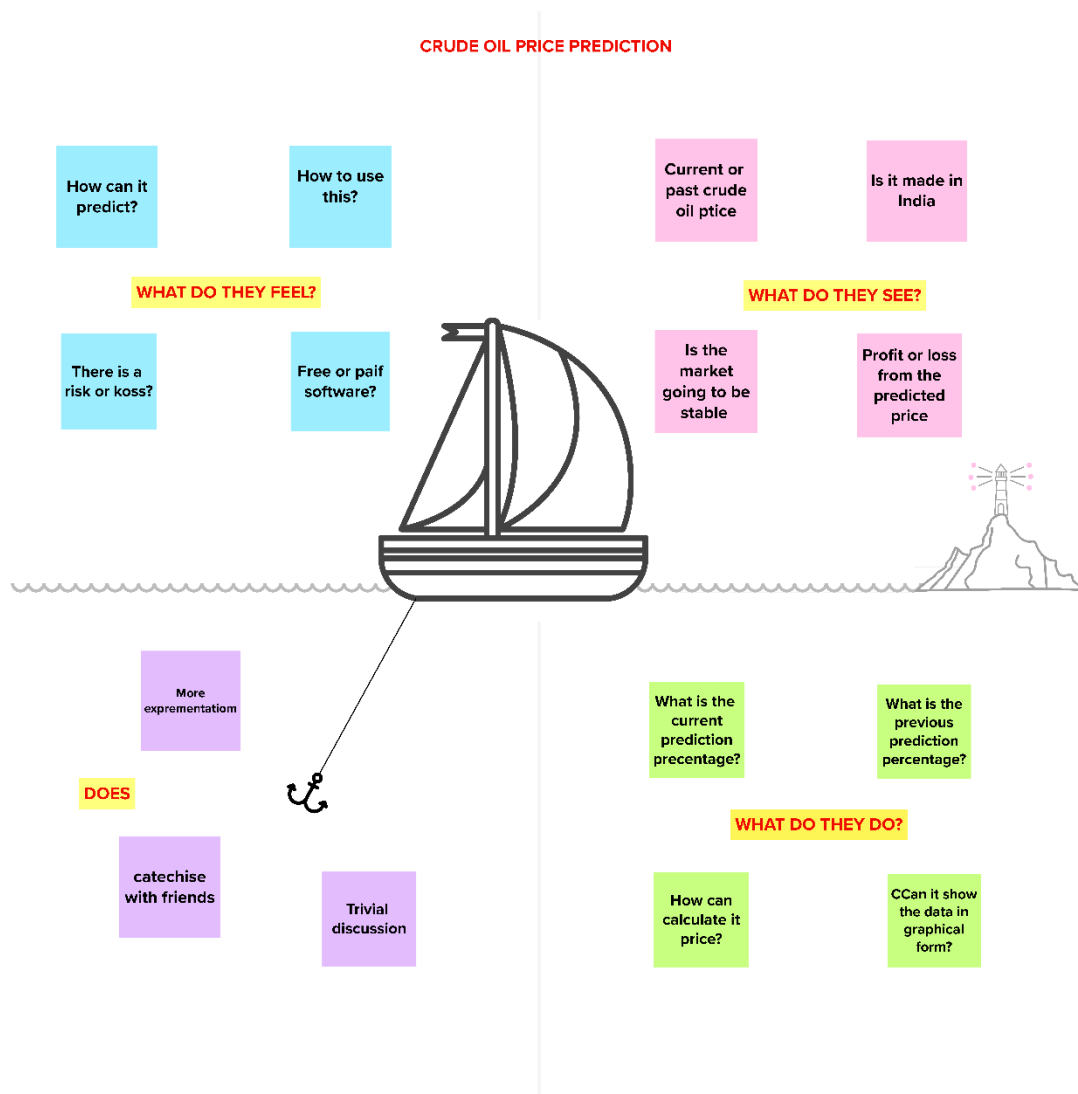 CRUDE OIL PRICE PREDICTION
How can it
predict?
How to use
this?
WHAT DO THEY FEEL?
There is a
risk or koss?
Free or paif
software?
Current or
past crude
oil ptice
Is it made in
India
WHAT DO THEY SEE?
Is the
market
going to be
stable
Profit or loss
from the
predicted
price
More
exprementatiom
DOES
catechise
with friends
Trivial
discussion
What is the
current
prediction
precentage?
What is the
previous
prediction
percentage?
WHAT DO THEY DO?
How can
calculate it
price?
CCan it show
the data in
graphical
form?